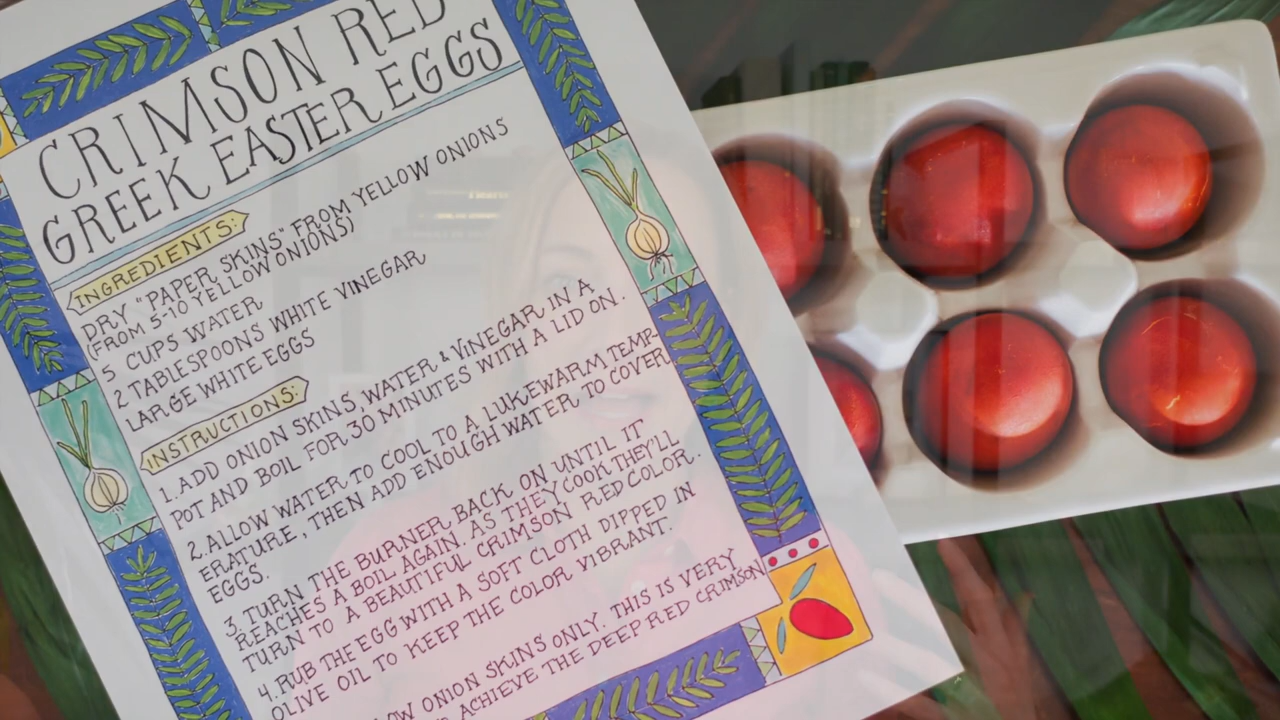 CRIMSON RED
GREEK EASTER EGGS
INGREDIENTS:
DRY "PAPER SKINS" FROM YELLOW ONIONS
(FROM 5-10 YELLOW ONIONS)
5 CUPS WATER
2 TABLESPOONS WHITE VINEGAR
LARGE WHITE EGGS
INSTRUCTIONS:
1. ADD ONION SKINS, WATER & VINEGAR IN A
POT AND BOIL FOR 30 MINUTES WITH A LID ON.
2. ALLOW WATER TO COOL TO A LUKEWARM TEMP-
ERATURE, THEN ADD ENOUGH WATER TO COVER
EGGS.
3. TURN THE BURNER BACK ON UNTIL IT
REACHES A BOIL AGAIN. AS THEY COOK THEY'LL
TURN TO A BEAUTIFUL CRIMSON RED COLOR.
4. RUB THE EGG WITH A SOFT CLOTH DIPPED IN
OLIVE OIL TO KEEP THE COLOR VIBRANT.
ONION SKINS ONLY. THIS IS VERY
ACHIEVE THE DEEP RED CRIMSON